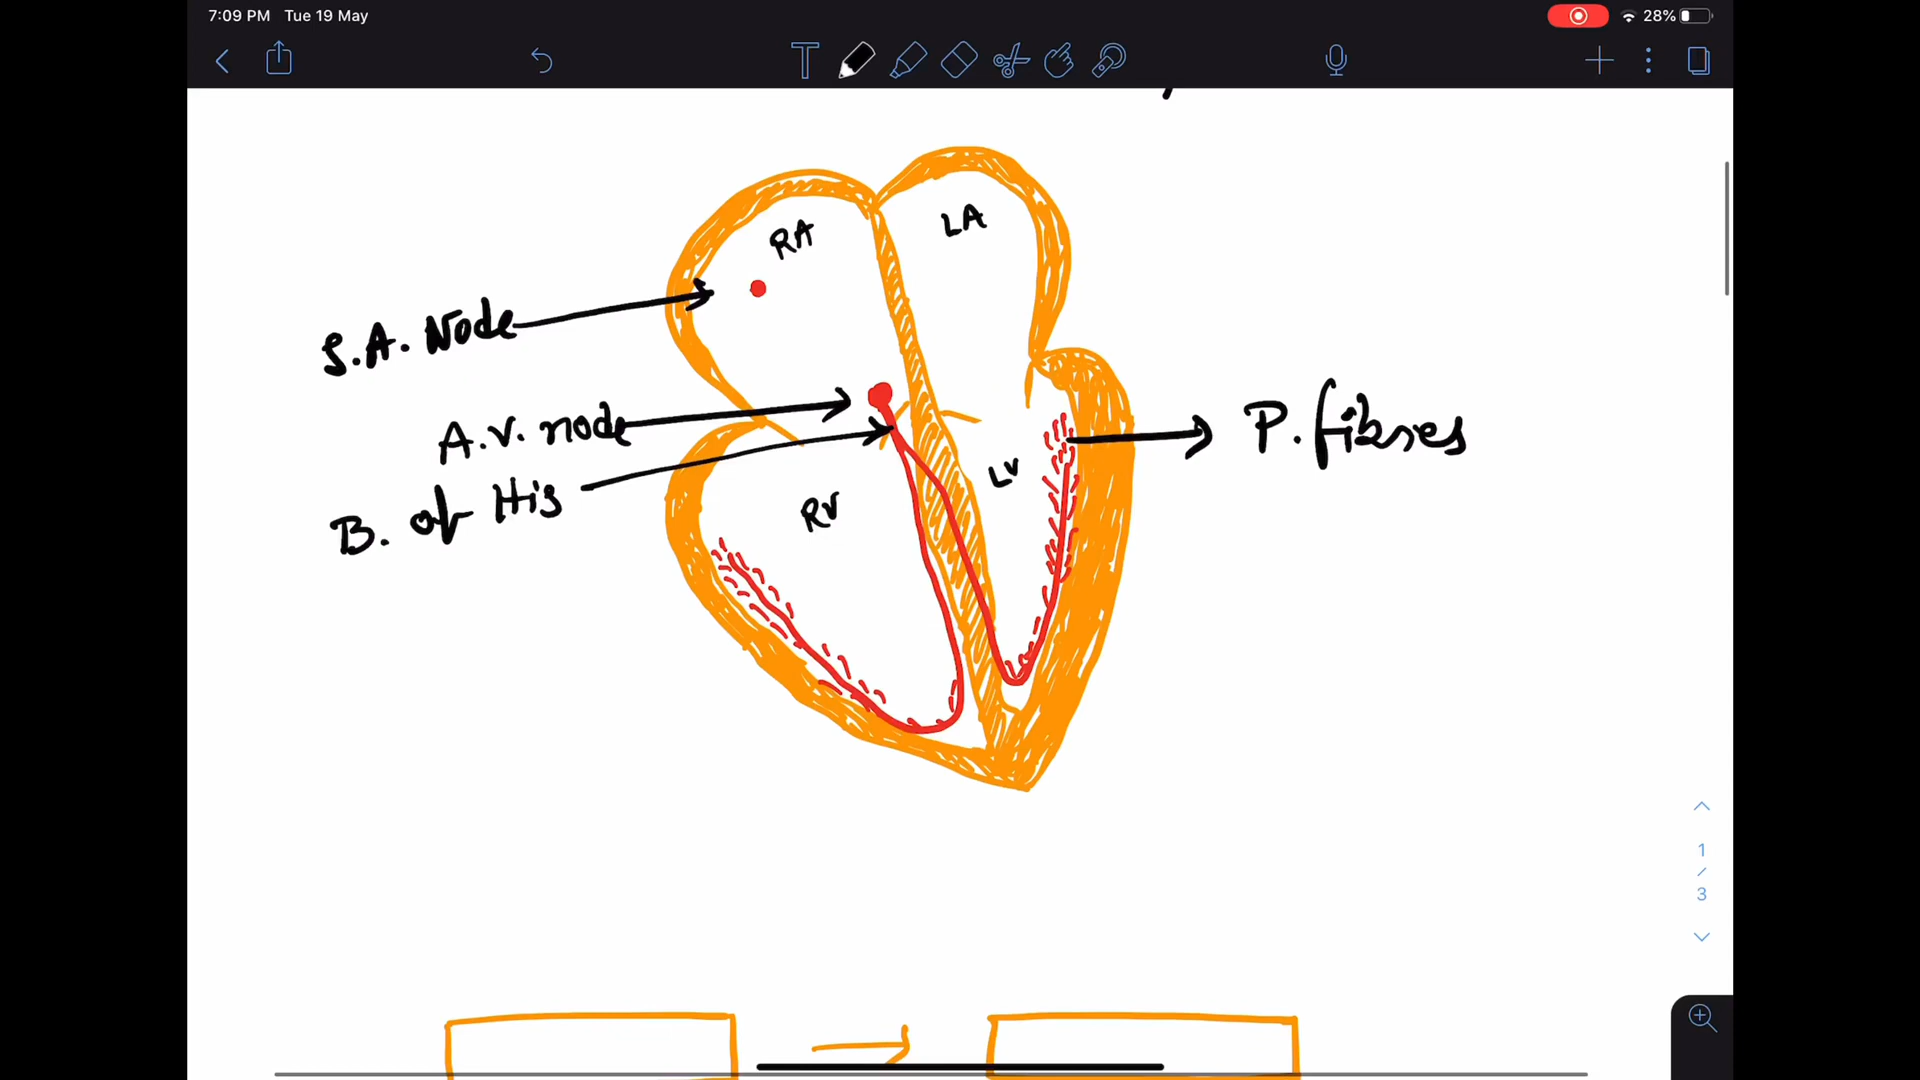 7:09 PM Tue 19 May
28%
T
RA
LA
S.A. Node
A.V. node
B. of His
P. fibres
LV
RV
1
/
3